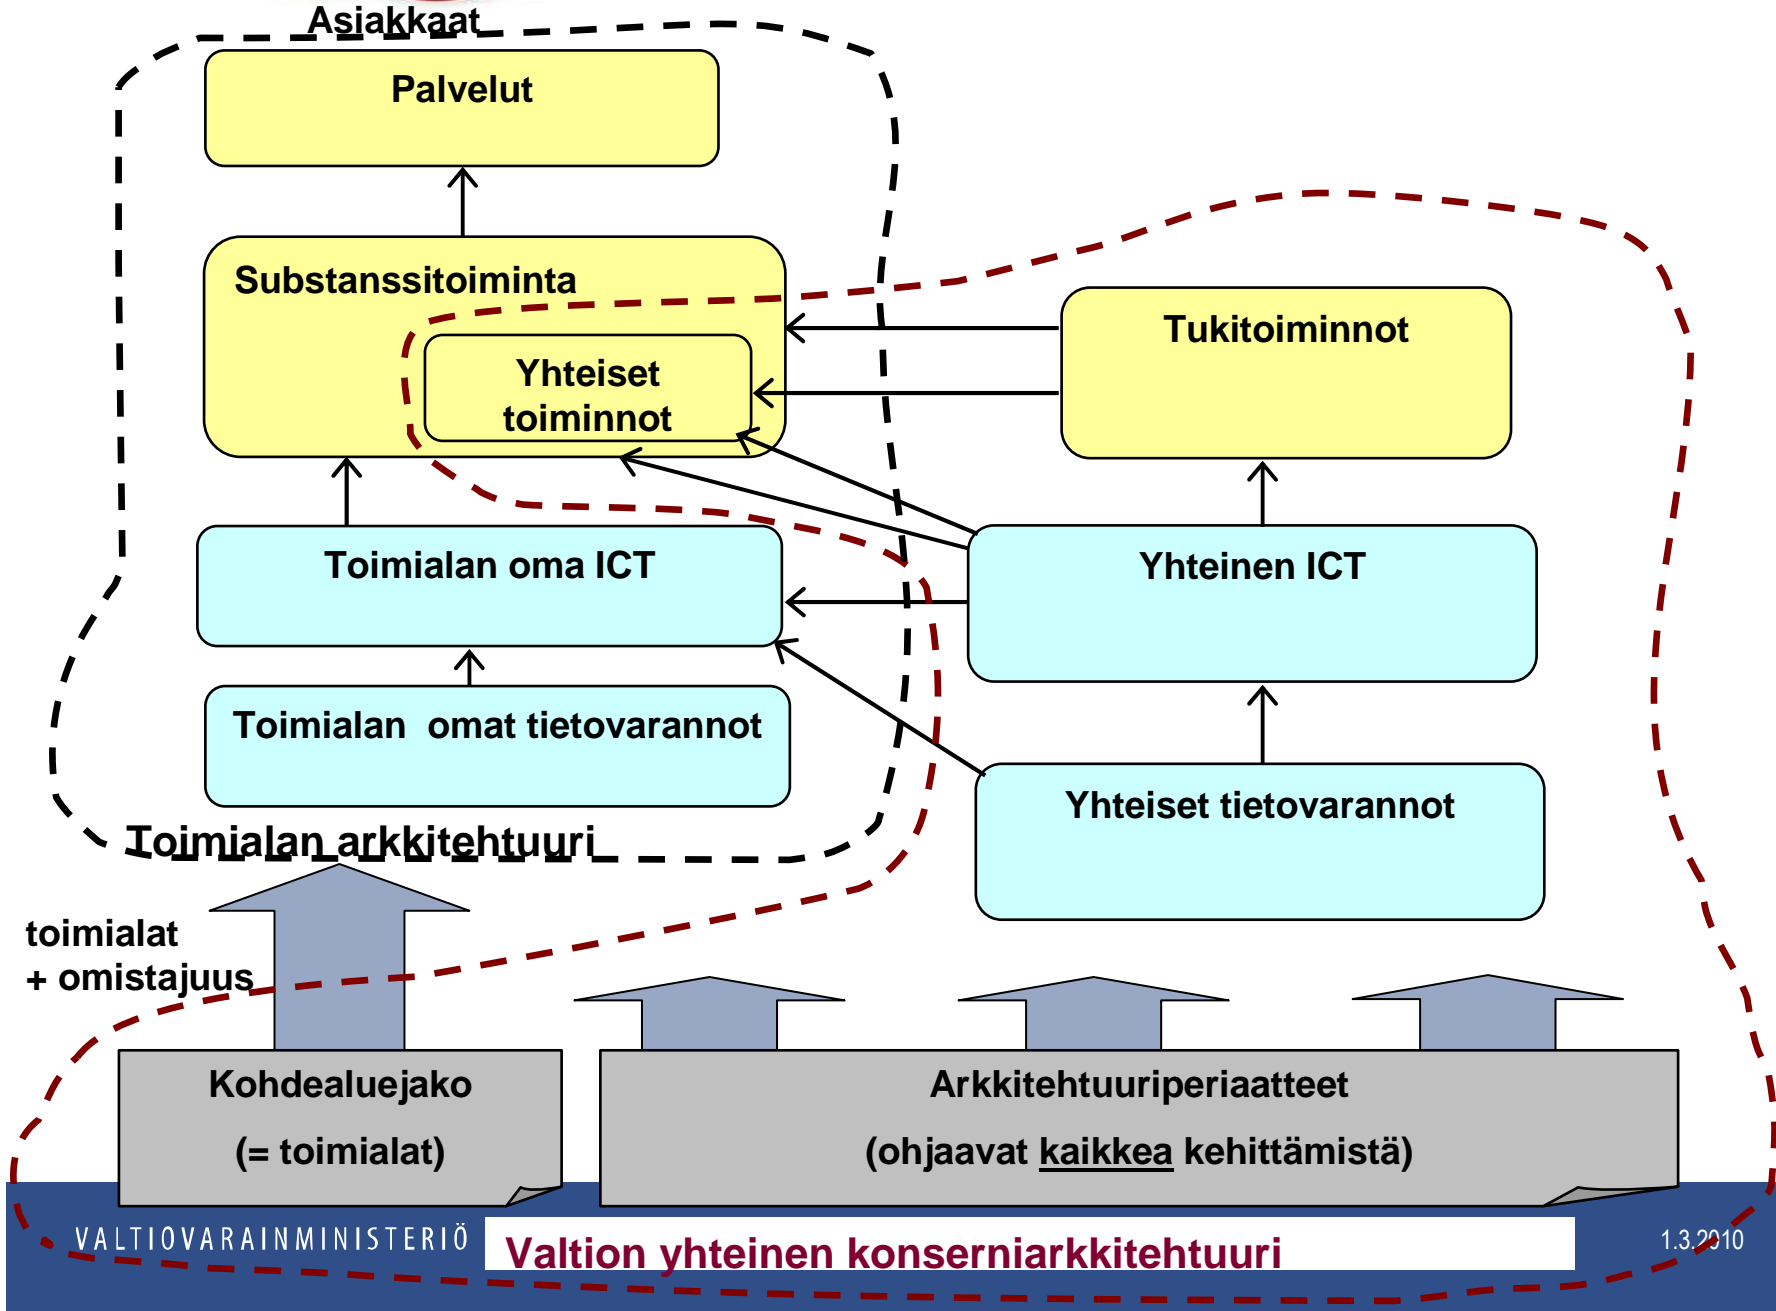 Asiakkaat
Palvelut
Substanssitoiminta
Yhteiset
toiminnot
Tukitoiminnot
Toimialan oma ICT
Yhteinen ICT
Toimialan omat tietovarannot
Yhteiset tietovarannot
Toimialan arkkitehtuuri
toimialat
+ omistajuus
Kohdealuejako
(= toimialat)
Arkkitehtuuriperiaatteet
(ohjaavat kaikkea kehittämistä)
VALTIOVARAINMINISTERIÖ
Valtion yhteinen konserniarkkitehtuuri
1.3.2010